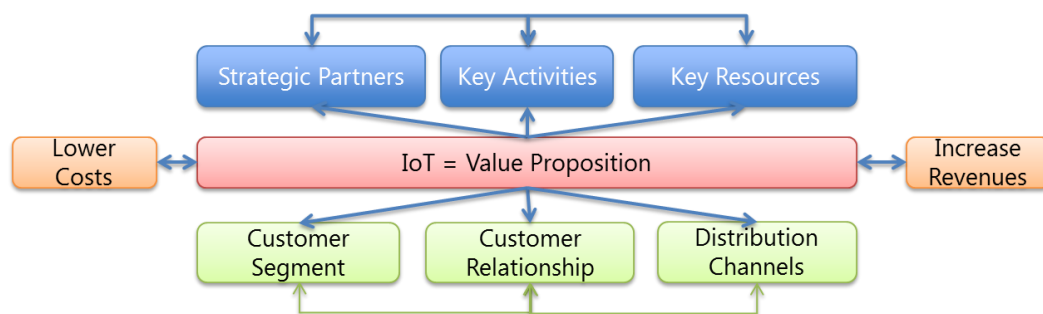 Strategic Partners
Key Activities
Key Resources
Lower
Costs
IoT = Value Proposition
Increase
Revenues
Customer
Segment
Customer
Relationship
Distribution
Channels